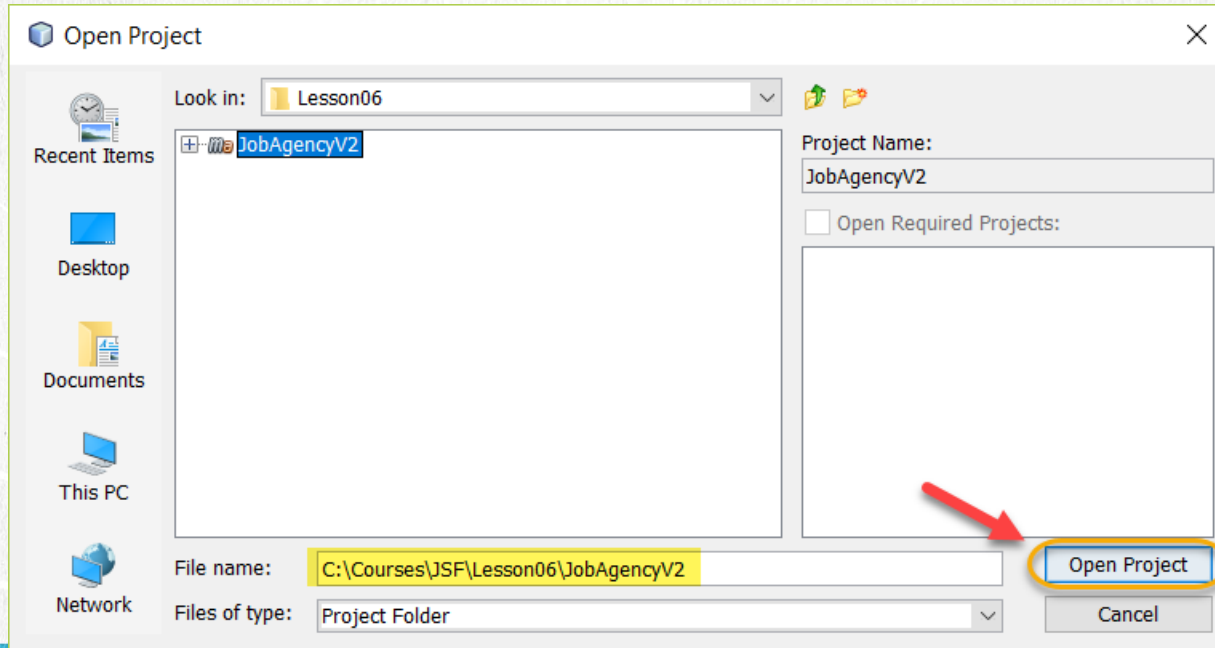 Open Project
Look in: Lesson06
Recent Items
Desktop
Documents
This PC
Network
JobAgencyV2
Project Name:
JobAgencyV2
Open Required Projects:
File name: C:\Courses\JSF\Lesson06\JobAgencyV2
Open Project
Files of type: Project Folder
Cancel